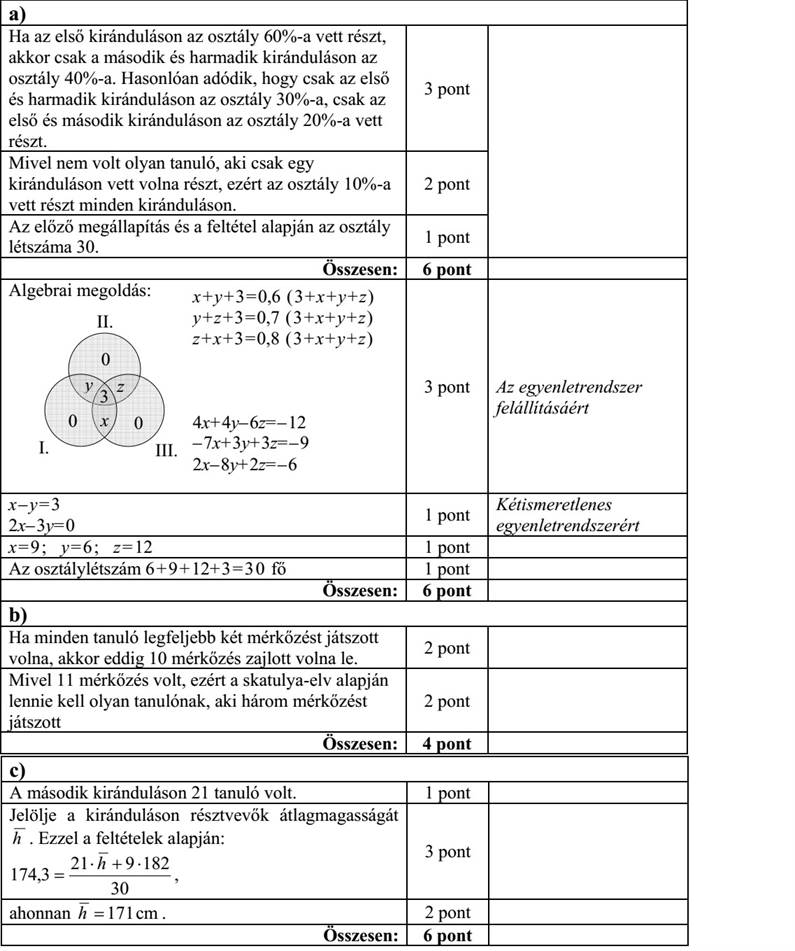 a)
Ha az első kiránduláson az osztály 60%-a vett részt,
akkor csak a második és harmadik kiránduláson az
osztály 40%-a. Hasonlóan adódik, hogy csak az első
és harmadik kiránduláson az osztály 30%-a, csak az
első és második kiránduláson az osztály 20%-a vett
részt.
3 pont
Mivel nem volt olyan tanuló, aki csak egy
kiránduláson vett volna részt, ezért az osztály 10%-a
vett részt minden kiránduláson.
2 pont
Az előző megállapítás és a feltétel alapján az osztály
létszáma 30.
1 pont
Összesen: 6 pont
Algebrai megoldás:
x+y+3=0,6 (3+x+y+z)
y+z+3=0,7 (3+x+y+z)
z+x+3=0,8 (3+x+y+z)
II.
0
y z
3
0 x 0
I. III.
4x+4y–6z=–12
–7x+3y+3z=–9
2x–8y+2z=–6
3 pont
Az egyenletrendszer
felállításáért
x–y=3
2x–3y=0
1 pont
Kétismeretlenes
egyenletrendszerért
x=9; y=6; z=12 1 pont
Az osztálylétszám 6+9+12+3=30 fő 1 pont
Összesen: 6 pont
b)
Ha minden tanuló legfeljebb két mérkőzést játszott
volna, akkor eddig 10 mérkőzés zajlott volna le.
2 pont
Mivel 11 mérkőzés volt, ezért a skatulya-elv alapján
lennie kell olyan tanulónak, aki három mérkőzést
játszott
2 pont
Összesen: 4 pont
c)
A második kiránduláson 21 tanuló volt. 1 pont
Jelölje a kiránduláson résztvevők átlagmagasságát
h̅ . Ezzel a feltételek alapján:
174,3 = (21·h̅ + 9·182)/30 ,
3 pont
ahonnan h̅ = 171 cm . 2 pont
Összesen: 6 pont